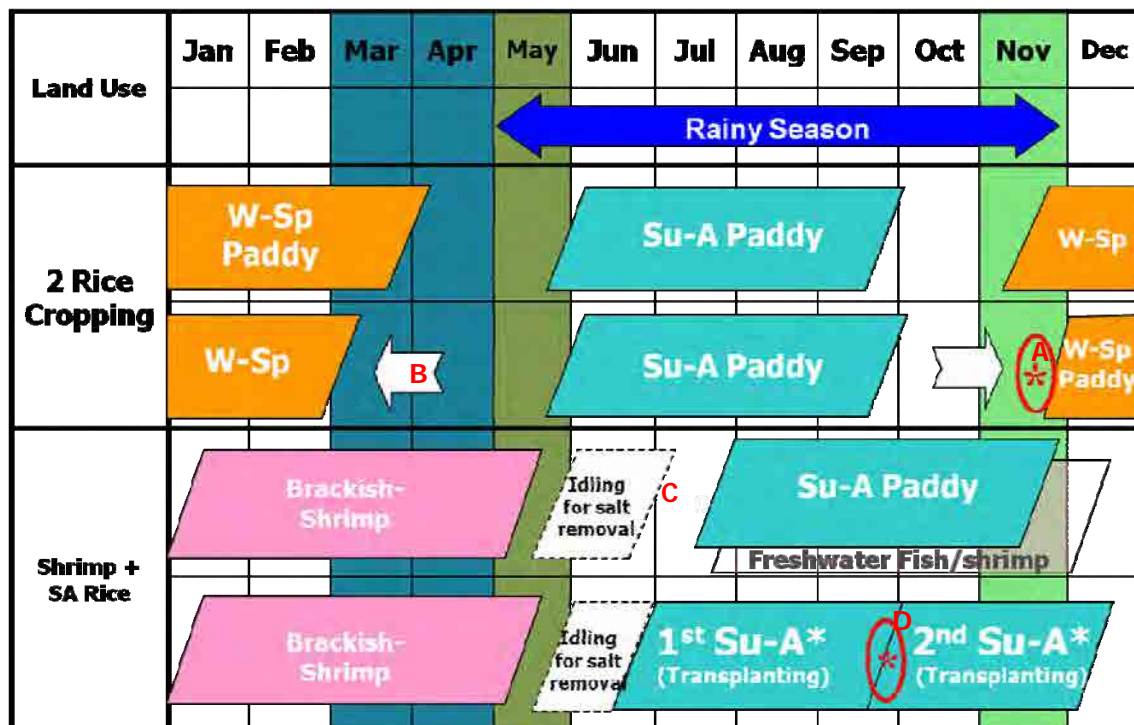 Land Use
Jan Feb Mar Apr May Jun Jul Aug Sep Oct Nov Dec
Rainy Season
2 Rice
Cropping
W-Sp
Paddy
Su-A Paddy
W-Sp
W-Sp
B
Su-A Paddy
A
*
W-Sp
Paddy
Shrimp +
SA Rice
Brackish-
Shrimp
Idling
for salt
removal
C
Su-A Paddy
Freshwater Fish/shrimp
Brackish-
Shrimp
Idling
for salt
removal
1st Su-A*
(Transplanting)
D
*
2nd Su-A*
(Transplanting)